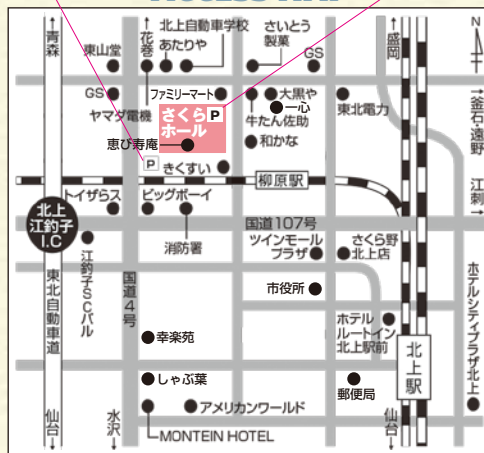 ↑青森
東山堂
↑花巻
北上自動車学校
あたりや
さいとう
製菓
GS
↑盛岡
N
GS
ヤマダ電機
ファミリーマート
大黒や
一心
牛たん佐助
東北電力
→釜石・遠野
さくら
ホール
P
恵び寿庵
和かな
P
きくすい
柳原駅
江刺→
トイザらス
ビッグボーイ
北上
江釣子
I.C
消防署
国道107号
江釣子SCパル
ツインモール
プラザ
さくら野
北上店
東北自動車道
国道4号
市役所
ホテル
ルートイン
北上駅前
ホテルシティプラザ北上
幸楽苑
北上駅
しゃぶ葉
郵便局
仙台↓
水沢↓
アメリカンワールド
仙台↓
MONTEIN HOTEL